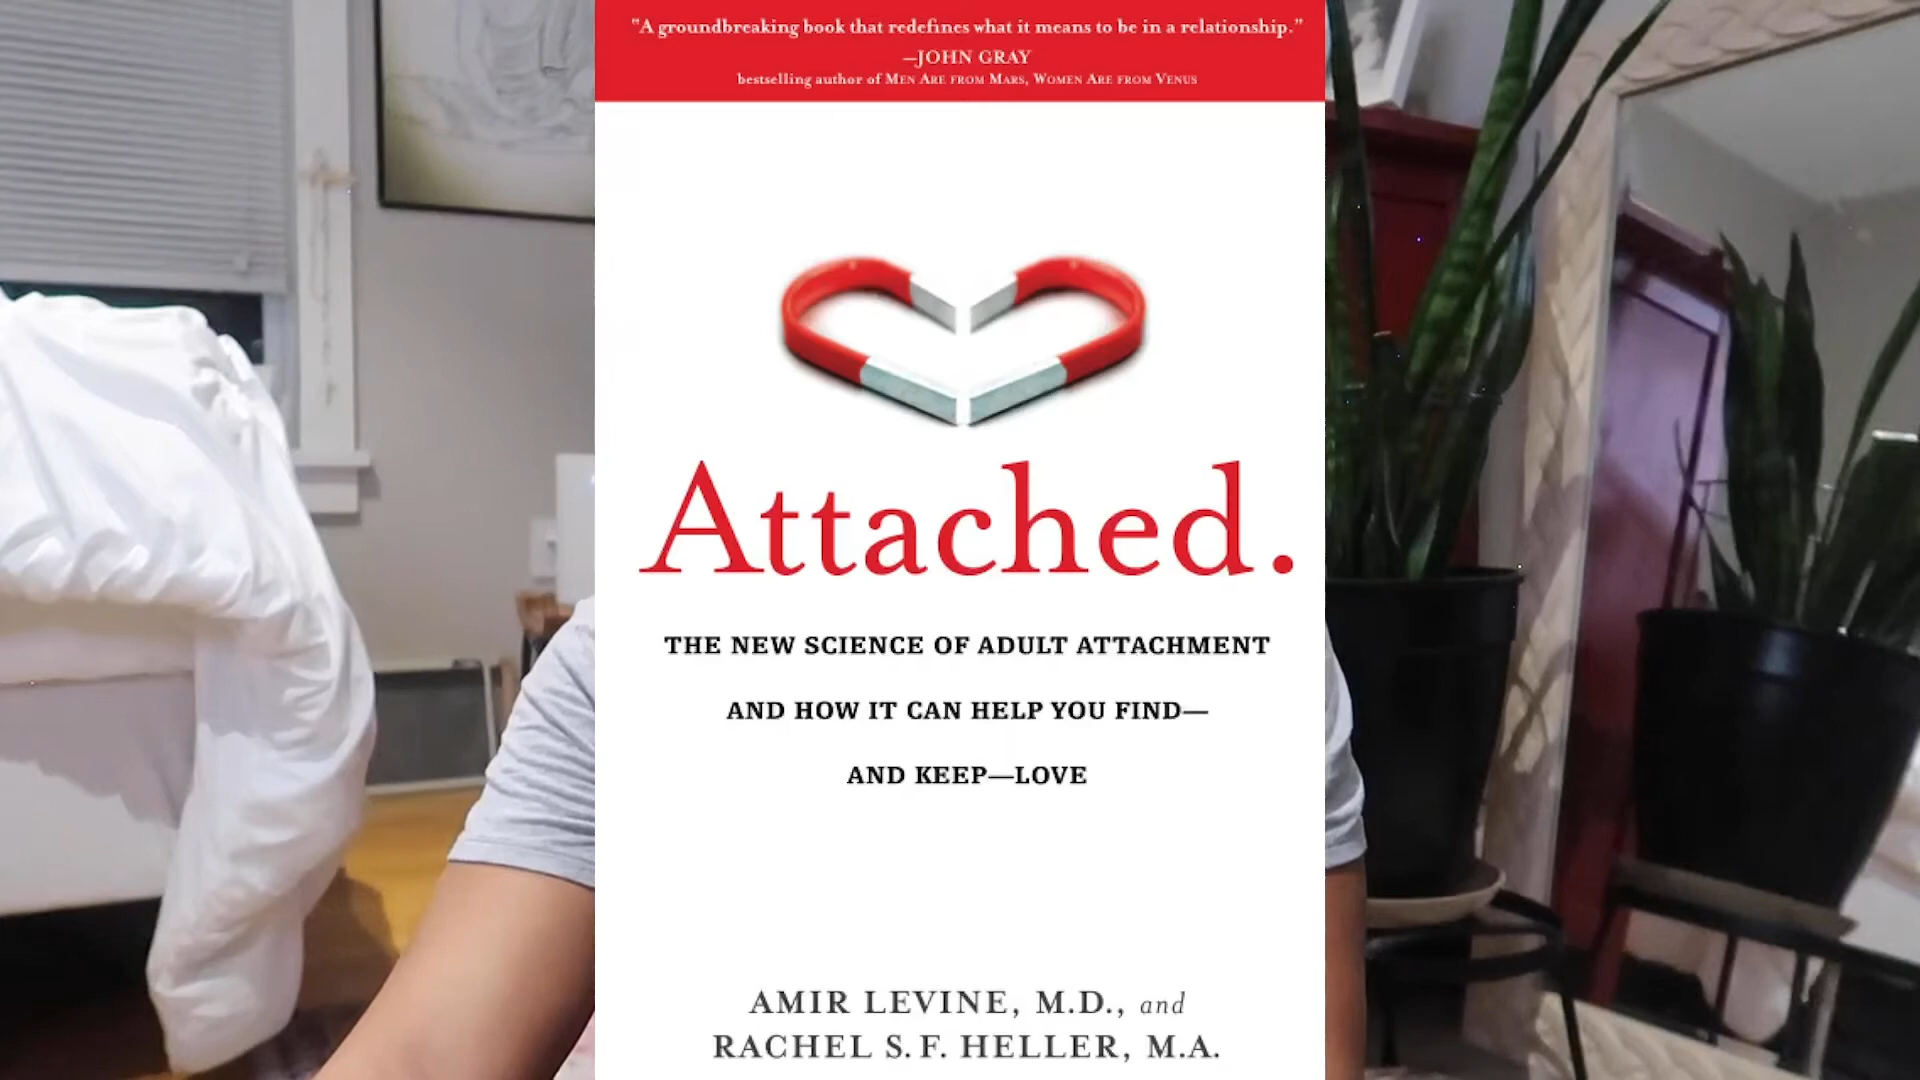 "A groundbreaking book that redefines what it means to be in a relationship."
—JOHN GRAY
bestselling author of MEN ARE FROM MARS, WOMEN ARE FROM VENUS
Attached.
THE NEW SCIENCE OF ADULT ATTACHMENT
AND HOW IT CAN HELP YOU FIND—
AND KEEP—LOVE
AMIR LEVINE, M.D., and
RACHEL S. F. HELLER, M.A.